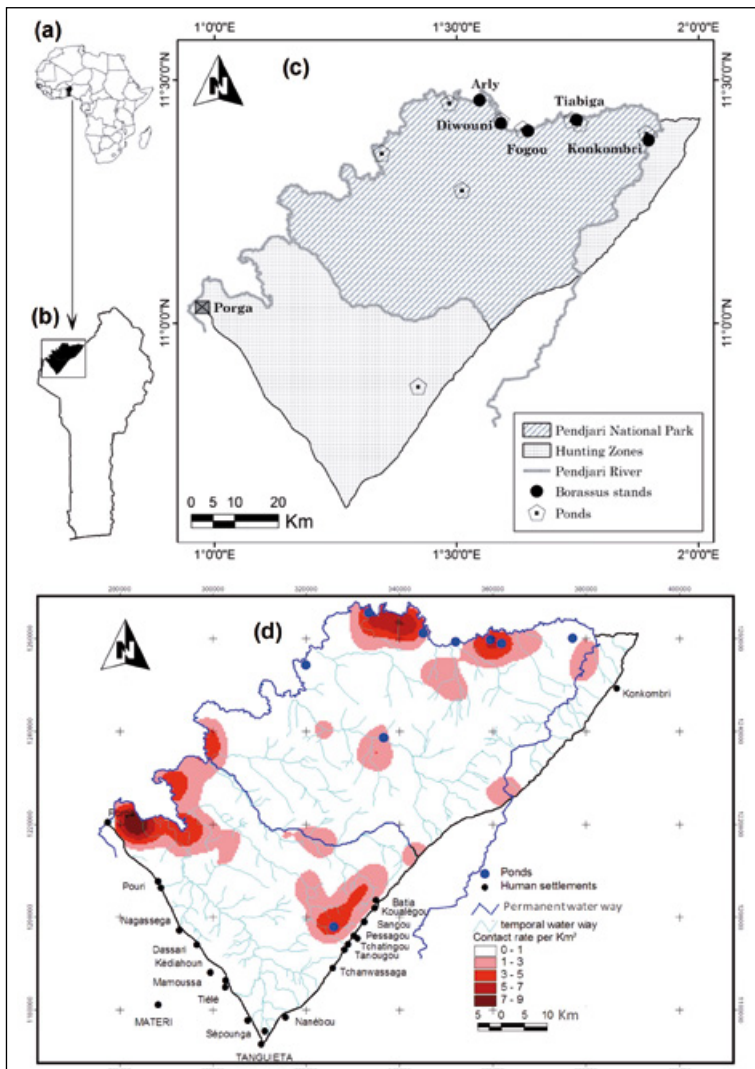 (a)
(b)
(c)
N
1°0'0"E
1°30'0"E
2°0'0"E
11°30'0"N
11°30'0"N
11°0'0"N
11°0'0"N
Arly
Tiabiga
Diwouni
Fogou
Konkombri
Porga
Pendjari National Park
Hunting Zones
Pendjari River
Borassus stands
Ponds
0 5 10 20
Km
1°0'0"E
1°30'0"E
2°0'0"E
(d)
N
340000
360000
400000
Konkombri
Pouri
Nagassega
Dassari
Kédiahoun
Mamoussa
Tiélé
MATERI
Sépounga
TANGUIETA
Nanébou
Batia
Koualégou
Sangou
Pessagou
Tchatingou
Tanougou
Tchanwassaga
Ponds
Human settlements
Permanent water way
temporal water way
Contact rate per Km²
0 - 1
1 - 3
3 - 5
5 - 7
7 - 9
5 0 5 10 Km